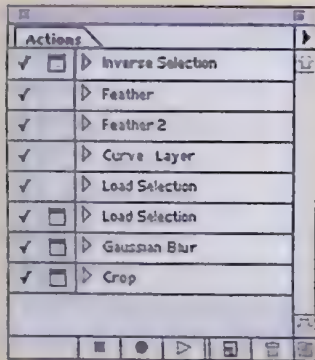 Actions
Inverse Selection
Feather
Feather 2
Curve Layer
Load Selection
Load Selection
Gaussian Blur
Crop